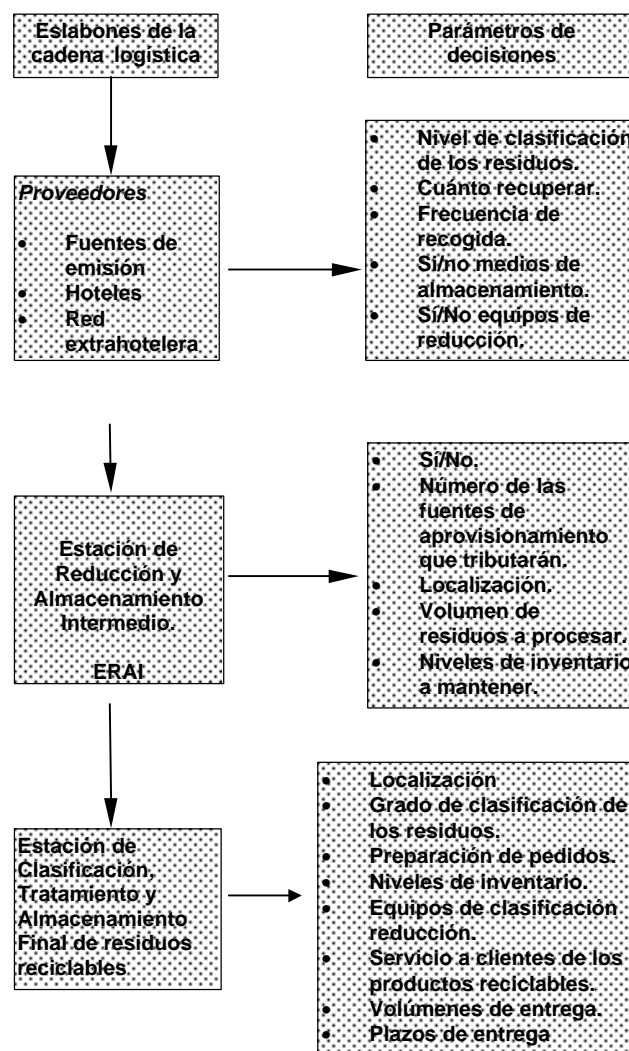 Eslabones de la
cadena logística
Parámetros de
decisiones
Proveedores
• Fuentes de
emisión
• Hoteles
• Red
extrahotelera
• Nivel de clasificación
de los residuos.
• Cuánto recuperar.
• Frecuencia de
recogida.
• Si/no medios de
almacenamiento.
• Sí/No equipos de
reducción.
Estación de
Reducción y
Almacenamiento
Intermedio.
ERAI
• Sí/No.
• Número de las
fuentes de
aprovisionamiento
que tributarán.
• Localización.
• Volumen de
residuos a procesar.
• Niveles de inventario
a mantener.
Estación de
Clasificación,
Tratamiento y
Almacenamiento
Final de residuos
reciclables
• Localización
• Grado de clasificación de
los residuos.
• Preparación de pedidos.
• Niveles de inventario.
• Equipos de clasificación
reducción.
• Servicio a clientes de los
productos reciclables.
• Volúmenes de entrega.
• Plazos de entrega